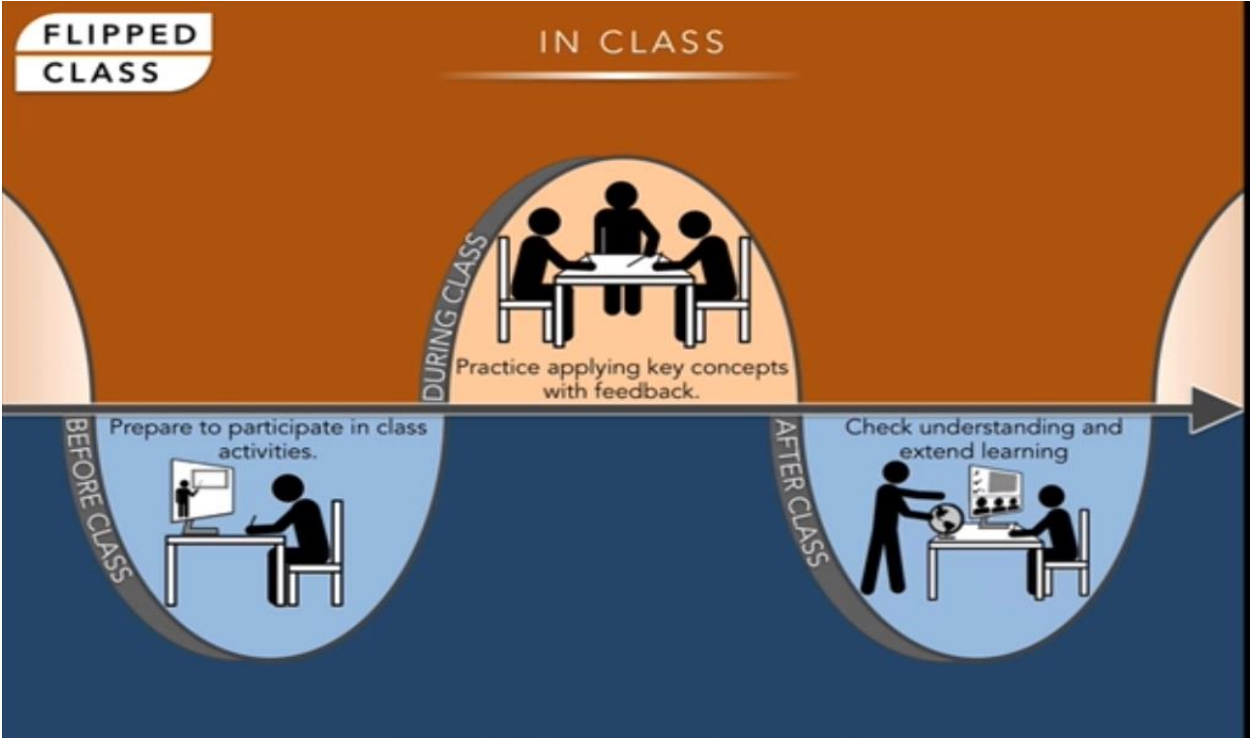 FLIPPED
CLASS
IN CLASS
DURING CLASS
Practice applying key concepts
with feedback.
BEFORE CLASS
Prepare to participate in class
activities.
AFTER CLASS
Check understanding and
extend learning